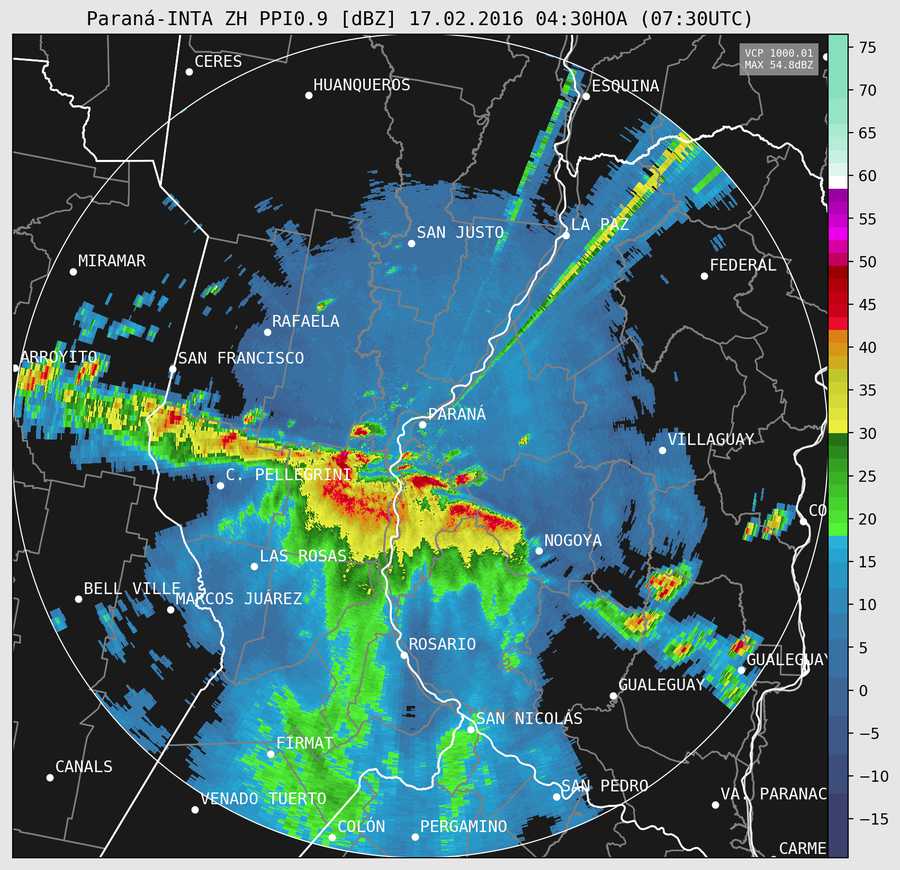 Paraná-INTA ZH PPI0.9 [dBZ] 17.02.2016 04:30HOA (07:30UTC)
VCP 1000.01
MAX 54.8dBZ
CERES
HUANQUEROS
ESQUINA
SAN JUSTO
LA PAZ
MIRAMAR
FEDERAL
RAFAELA
ARROYITO
SAN FRANCISCO
PARANÁ
VILLAGUAY
C. PELLEGRINI
CO
NOGOYA
LAS ROSAS
BELL VILLE
MARCOS JUÁREZ
ROSARIO
GUALEGUAY
GUALEGUAY
SAN NICOLÁS
FIRMAT
CANALS
SAN PEDRO
VENADO TUERTO
VA. PARANAC
COLÓN
PERGAMINO
CARME
75
70
65
60
55
50
45
40
35
30
25
20
15
10
5
0
−5
−10
−15